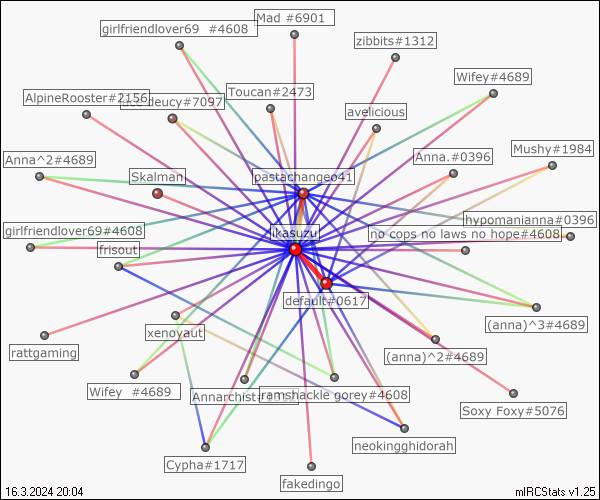 Mad #6901
girlfriendlover69 #4608
zibbits#1312
Wifey#4689
Toucan#2473
AlpineRooster#2156
deucy#7097
avelicious
Mushy#1984
Anna^2#4689
Anna.#0396
Skalman
pastachangeo41
hypomanianna#0396
girlfriendlover69#4608
ikasuzu
no cops no laws no hope#4608
frisout
default#0617
(anna)^3#4689
xenoyaut
rattgaming
(anna)^2#4689
Wifey #4689
Annarchist
ramshackle gorey#4608
Soxy Foxy#5076
neokingghidorah
Cypha#1717
fakedingo
16.3.2024 20:04
mIRCStats v1.25